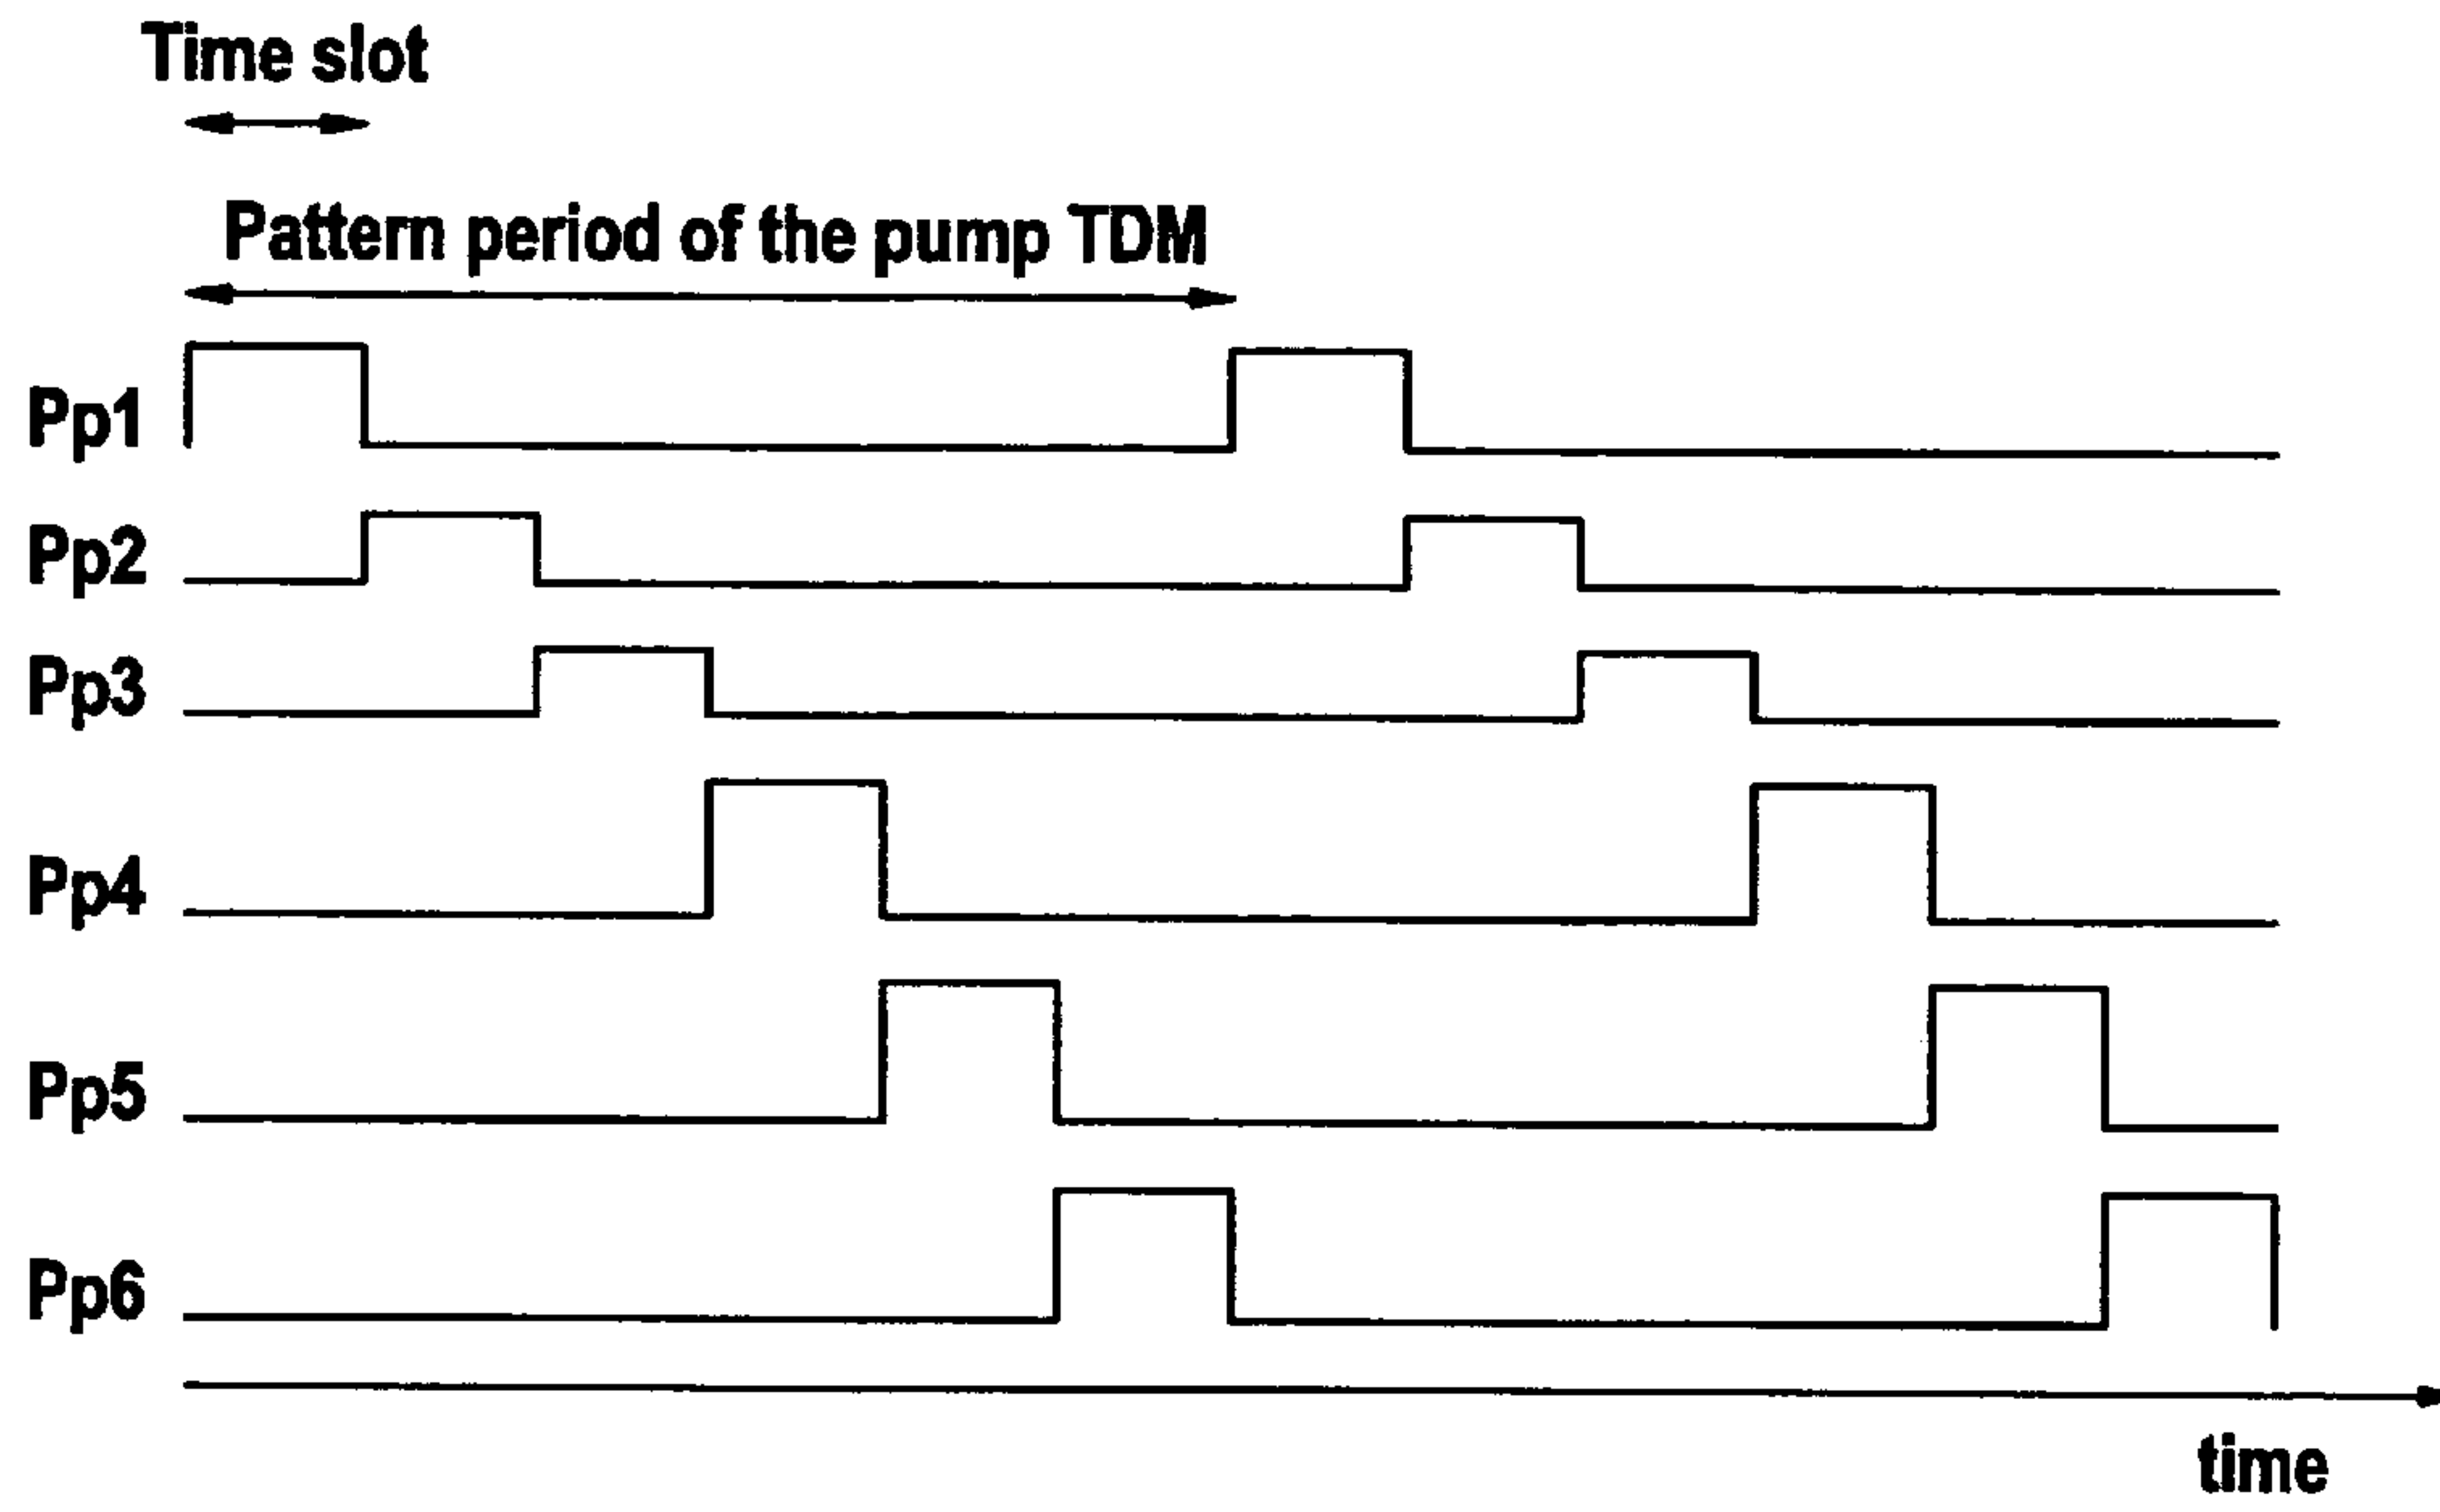 Time slot
Pattern period of the pump TDM
Pp1
Pp2
Pp3
Pp4
Pp5
Pp6
time